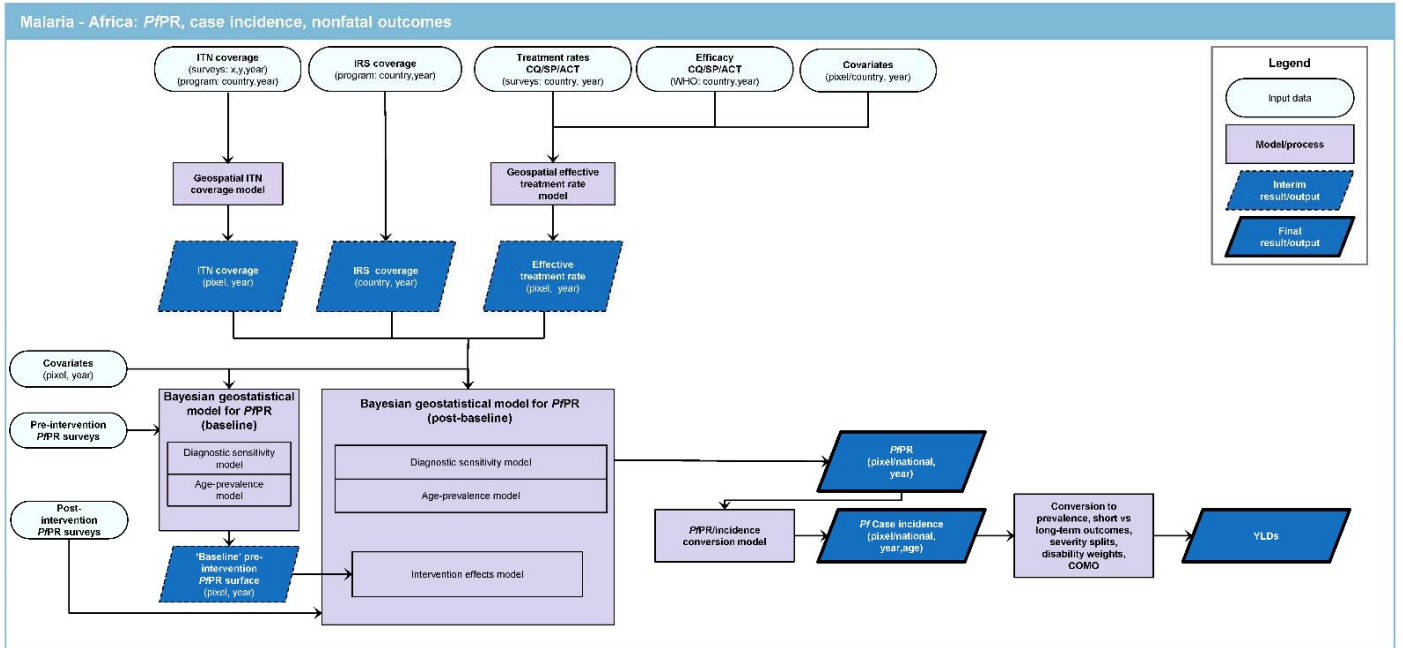 Malaria - Africa: PfPR, case incidence, nonfatal outcomes
ITN coverage
(surveys: x,y,year)
(program: country,year)
IRS coverage
(program: country,year)
Treatment rates
CQ/SP/ACT
(surveys: country, year)
Efficacy
CQ/SP/ACT
(WHO: country,year)
Covariates
(pixel/country, year)
Legend
Input data
Model/process
Interim
result/output
Final
result/output
Geospatial ITN
coverage model
Geospatial effective
treatment rate
model
ITN coverage
(pixel, year)
IRS coverage
(country, year)
Effective
treatment rate
(pixel, year)
Covariates
(pixel, year)
Pre-intervention
PfPR surveys
Post-
intervention
PfPR surveys
Bayesian geostatistical
model for PfPR
(baseline)
Diagnostic sensitivity
model
Age-prevalence
model
'Baseline' pre-
intervention
PfPR surface
(pixel, year)
Bayesian geostatistical model for PfPR
(post-baseline)
Diagnostic sensitivity model
Age-prevalence model
Intervention effects model
PfPR
(pixel/national,
year)
PfPR/incidence
conversion model
Pf Case incidence
(pixel/national,
year,age)
Conversion to
prevalence, short vs
long-term outcomes,
severity splits,
disability weights,
COMO
YLDs